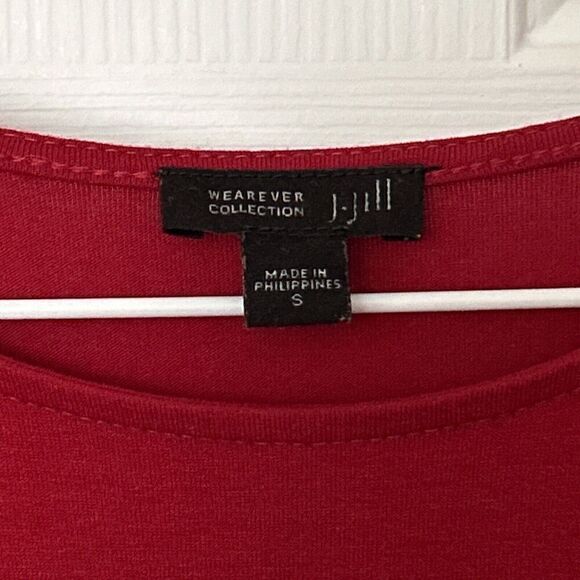 WEAREVER
COLLECTION
J.Jill
MADE IN
PHILIPPINES
S